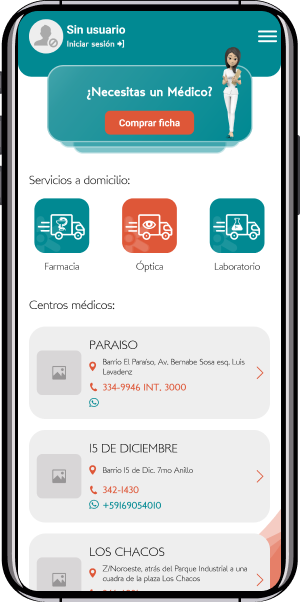 Sin usuario
Iniciar sesión
¿Necesitas un Médico?
Comprar ficha
Servicios a domicilio:
Farmacia
Óptica
Laboratorio
Centros médicos:
PARAISO
Barrio El Paraíso, Av. Bernabe Sosa esq. Luis
Lavadenz
334-9946 INT. 3000
15 DE DICIEMBRE
Barrio 15 de Dic. 7mo Anillo
342-1430
+59169054010
LOS CHACOS
Z/Noroeste, atrás del Parque Industrial a una
cuadra de la plaza Los Chacos